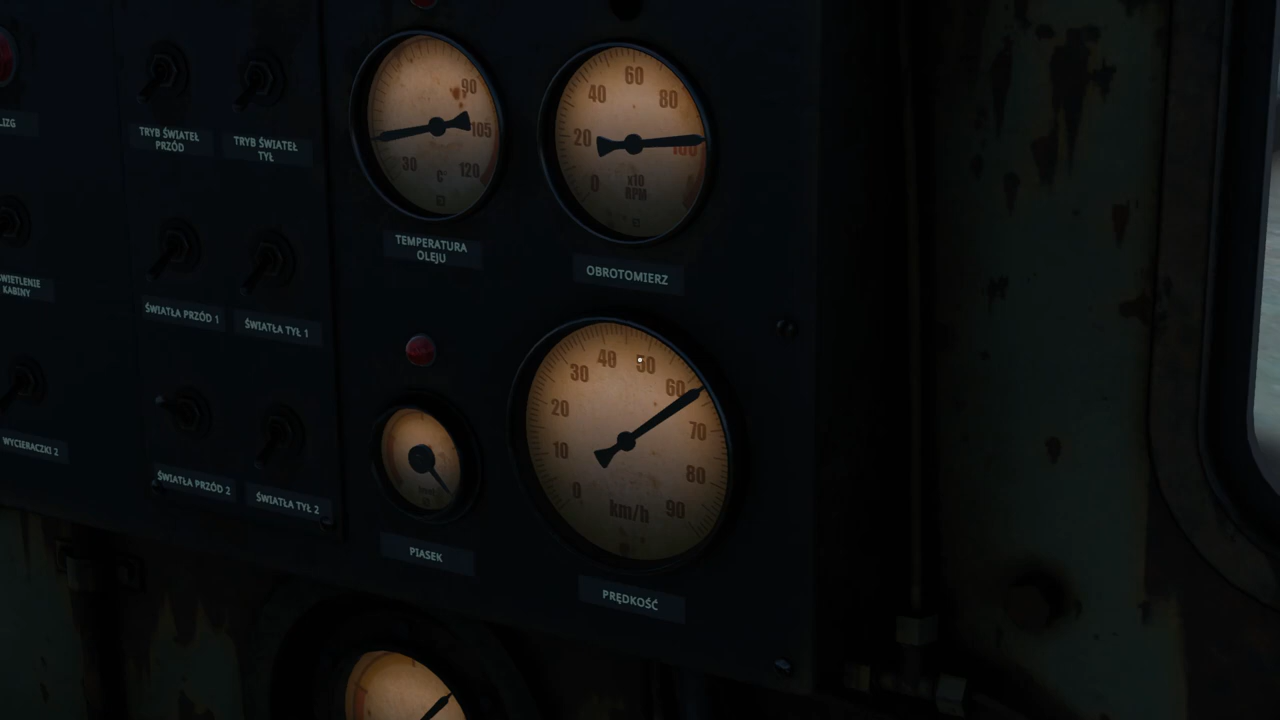 LIZG
TRYB ŚWIATEŁ
PRZÓD
TRYB ŚWIATEŁ
TYŁ
90
105
120
30
C°
TEMPERATURA
OLEJU
0
20
40
60
80
100
x10
RPM
OBROTOMIERZ
WIETLENIE
KABINY
ŚWIATŁA PRZÓD 1
ŚWIATŁA TYŁ 1
WYCIERACZKI 2
ŚWIATŁA PRZÓD 2
ŚWIATŁA TYŁ 2
PIASEK
0
10
20
30
40
50
60
70
80
90
km/h
PRĘDKOŚĆ